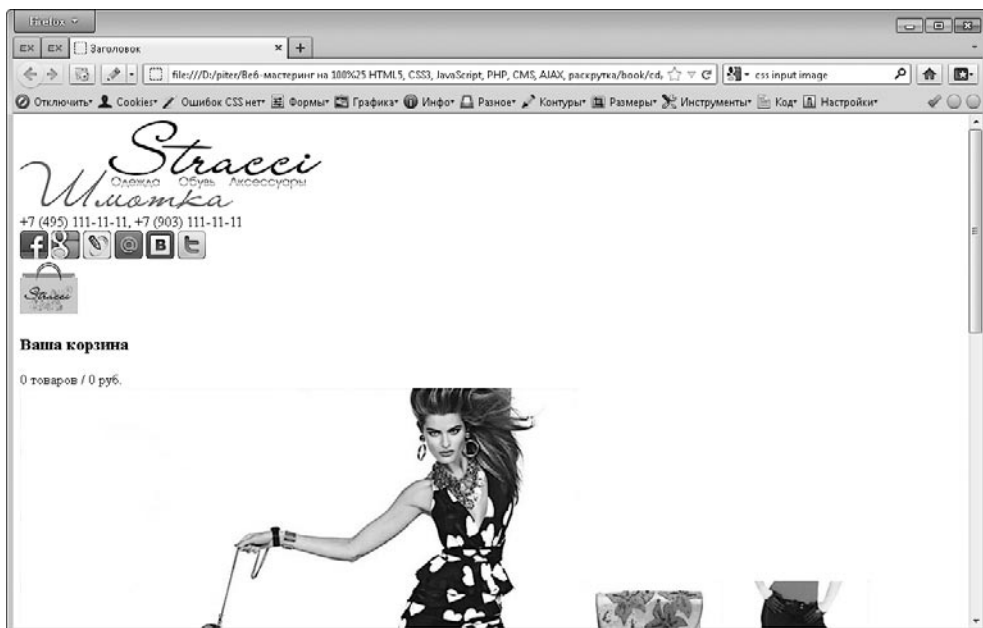 Firefox
EX EX Заголовок × +
file:///D:/piter/Веб-мастеринг на 100%25 HTML5, CSS3, JavaScript, PHP, CMS, AJAX, раскрутка/book/cd, css input image
Отключить Cookies Ошибок CSS нет Формы Графика Инфо Разное Контуры Размеры Инструменты Код Настройки
Stracci
Одежда Обувь Аксессуары
Шмотка
+7 (495) 111-11-11, +7 (903) 111-11-11
f g @ B t
Stracci
Ваша корзина
0 товаров / 0 руб.